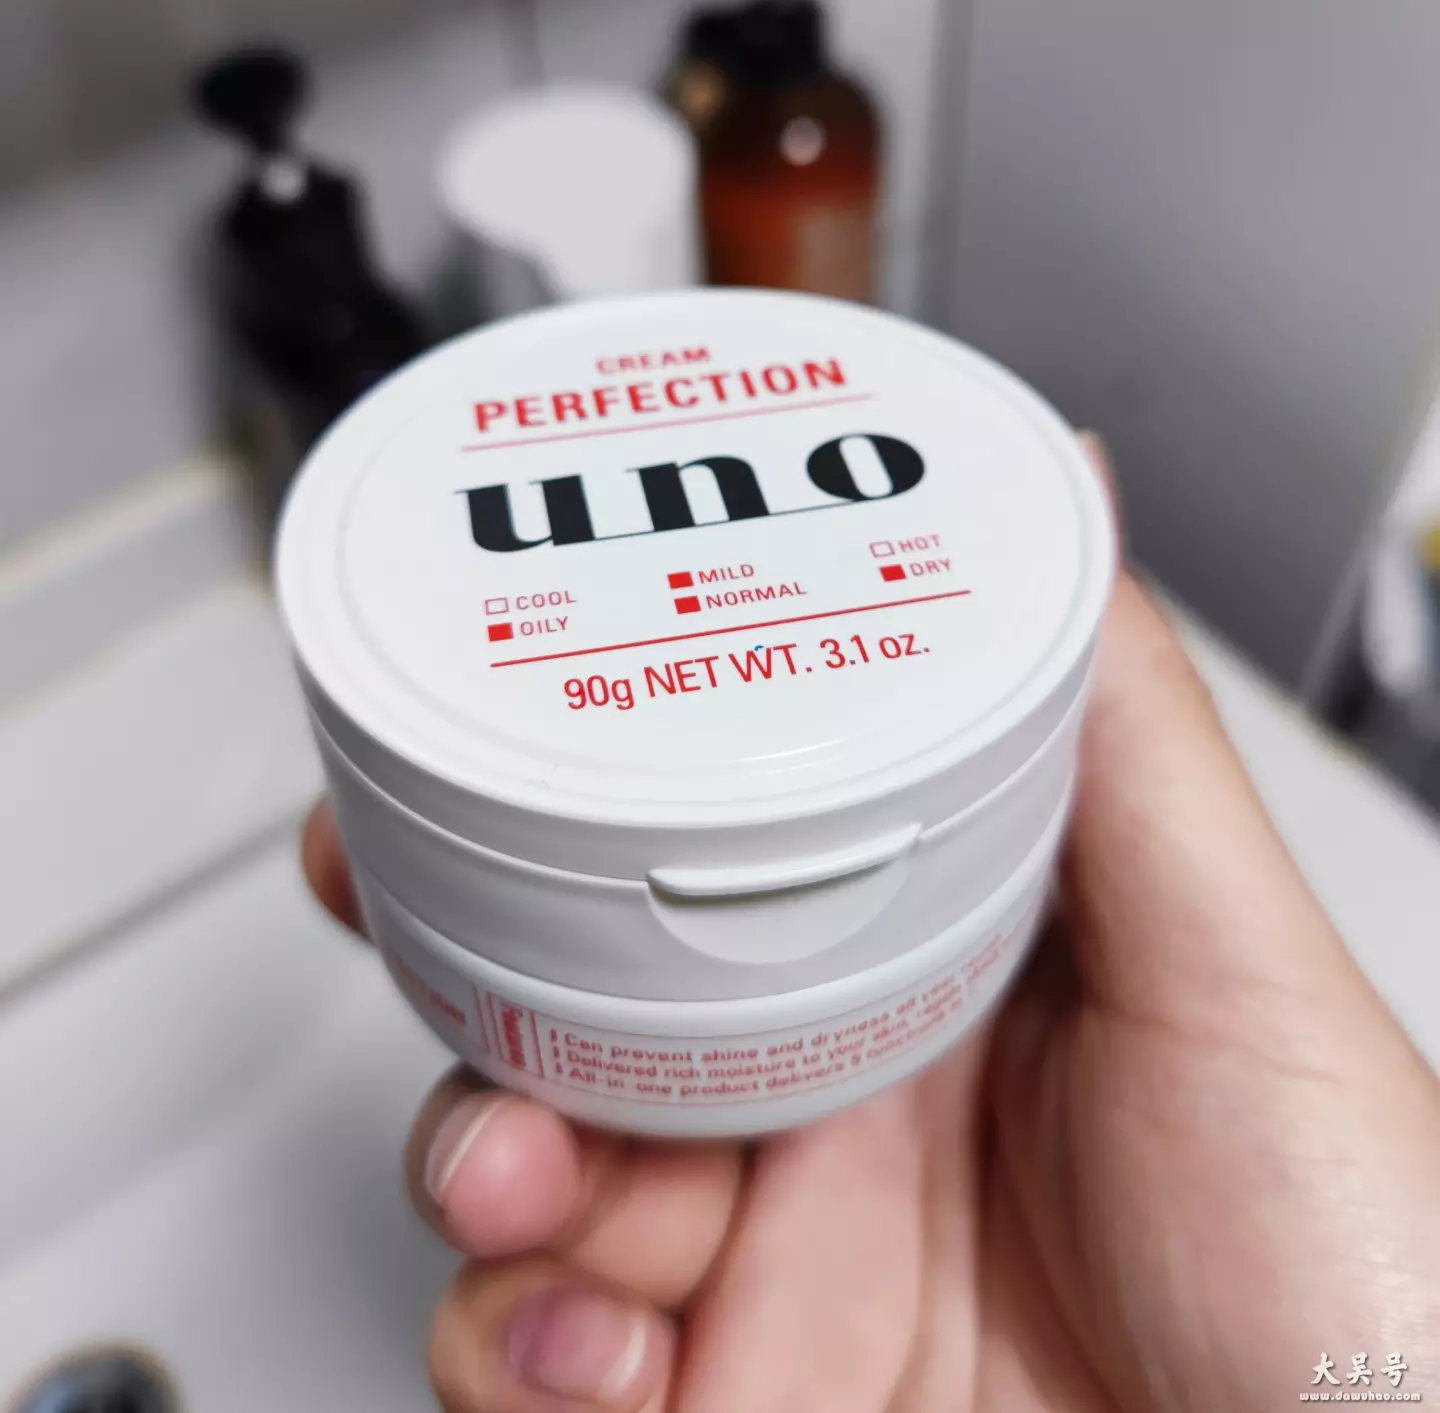 CREAM
PERFECTION
uno
COOL MILD HOT
OILY NORMAL DRY
90g NET WT. 3.1 oz.
Can prevent shine and dryness all year
Delivered rich moisture to your skin,
All-in-one product delivers 5 functions in
大吴号
www.dawuhao.com